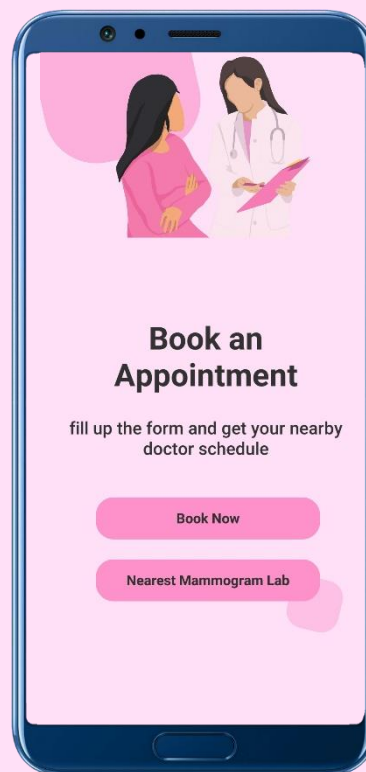 Book an
Appointment
fill up the form and get your nearby
doctor schedule
Book Now
Nearest Mammogram Lab